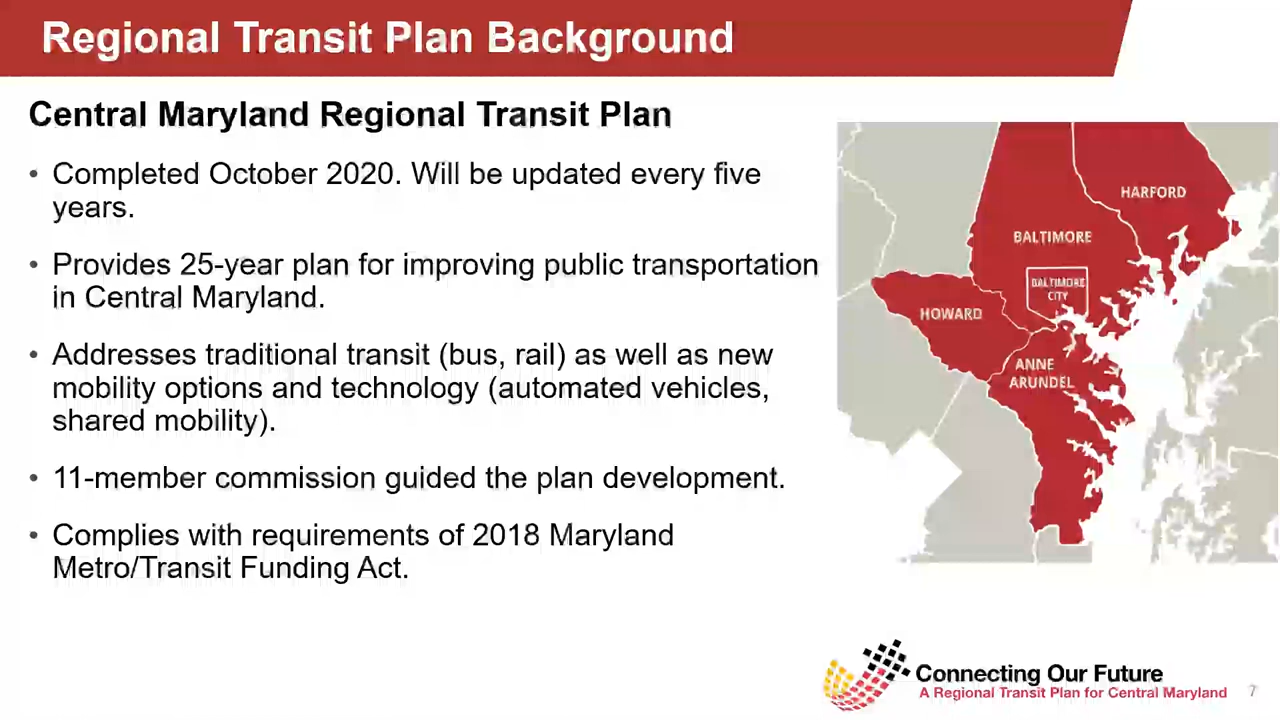 Regional Transit Plan Background
Central Maryland Regional Transit Plan
• Completed October 2020. Will be updated every five
years.
• Provides 25-year plan for improving public transportation
in Central Maryland.
• Addresses traditional transit (bus, rail) as well as new
mobility options and technology (automated vehicles,
shared mobility).
• 11-member commission guided the plan development.
• Complies with requirements of 2018 Maryland
Metro/Transit Funding Act.
HARFORD
BALTIMORE
BALTIMORE
CITY
HOWARD
ANNE
ARUNDEL
Connecting Our Future
A Regional Transit Plan for Central Maryland
7